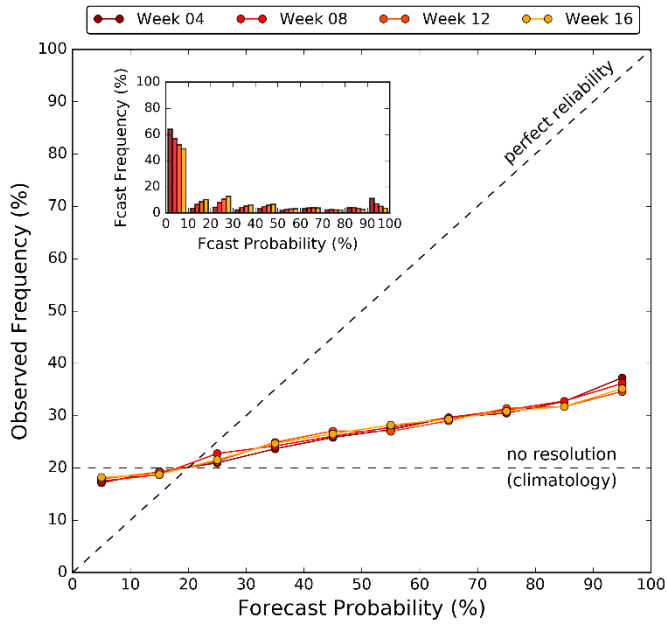 Week 04 Week 08 Week 12 Week 16
100
90
80
70
60
50
40
30
20
10
0
Observed Frequency (%)
100
80
60
40
20
0
Fcast Frequency (%)
0 10 20 30 40 50 60 70 80 90 100
Fcast Probability (%)
perfect reliability
no resolution
(climatology)
0 10 20 30 40 50 60 70 80 90 100
Forecast Probability (%)